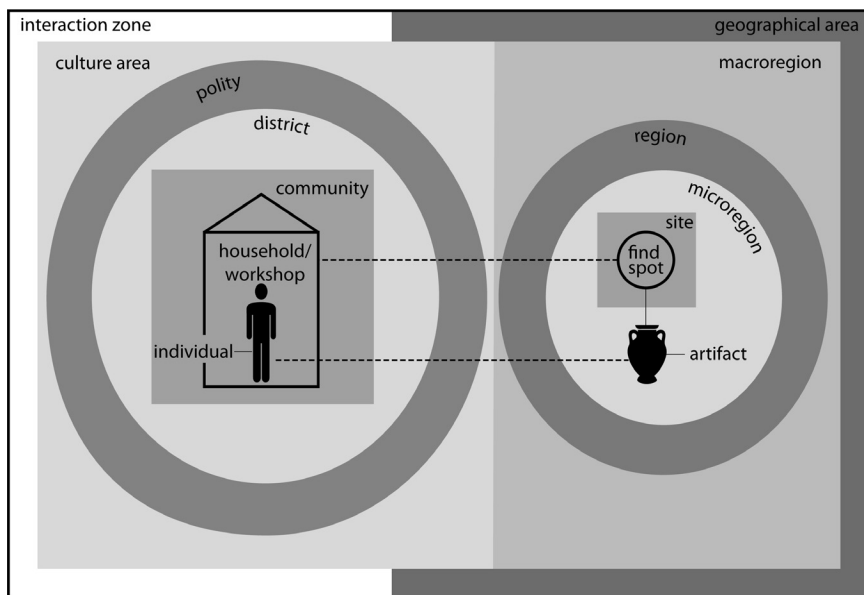 interaction zone
geographical area
culture area
macroregion
polity
district
region
microregion
community
site
household/
workshop
find
spot
individual
artifact